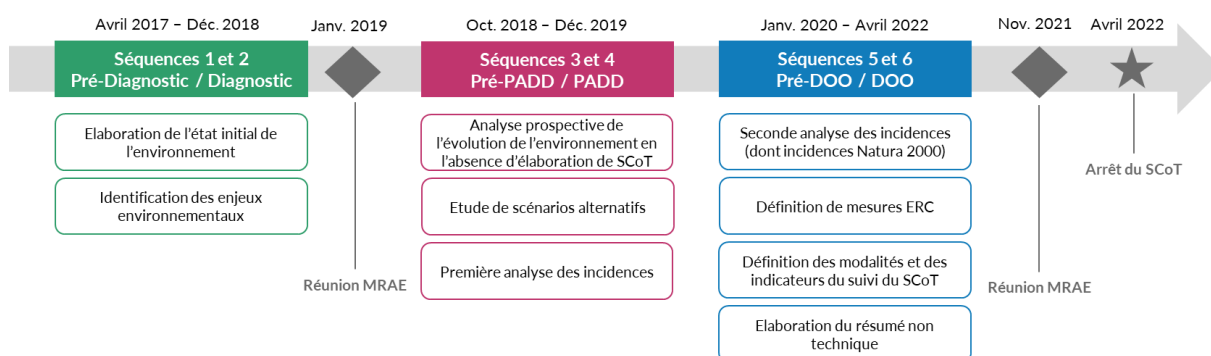 Avril 2017 – Déc. 2018
Janv. 2019
Oct. 2018 – Déc. 2019
Janv. 2020 – Avril 2022
Nov. 2021
Avril 2022
Séquences 1 et 2
Pré-Diagnostic / Diagnostic
Séquences 3 et 4
Pré-PADD / PADD
Séquences 5 et 6
Pré-DOO / DOO
Elaboration de l’état initial de
l’environnement
Identification des enjeux
environnementaux
Réunion MRAE
Analyse prospective de
l’évolution de l’environnement en
l’absence d’élaboration de SCoT
Etude de scénarios alternatifs
Première analyse des incidences
Seconde analyse des incidences
(dont incidences Natura 2000)
Définition de mesures ERC
Définition des modalités et des
indicateurs du suivi du SCoT
Elaboration du résumé non
technique
Réunion MRAE
Arrêt du SCoT